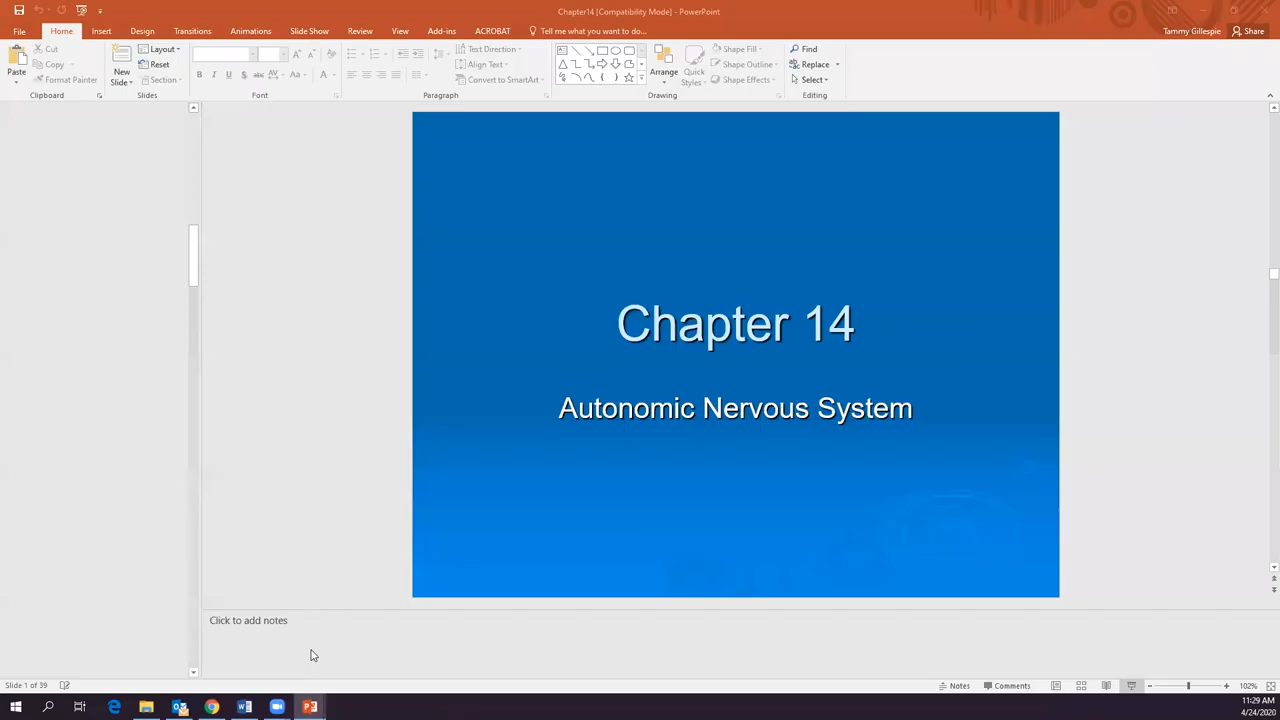 Chapter14 [Compatibility Mode] - PowerPoint
File Home Insert Design Transitions Animations Slide Show Review View Add-ins ACROBAT Tell me what you want to do... Tammy Gillespie Share
Cut Layout Reset Text Direction Shape Fill Find
Paste Copy New Slide Align Text Arrange Quick Styles Shape Outline Replace
Format Painter Section B I U S abc AV Aa A Convert to SmartArt Shape Effects Select
Clipboard Slides Font Paragraph Drawing Editing
Chapter 14
Autonomic Nervous System
Click to add notes
Slide 1 of 39 Notes Comments 102%
11:29 AM
4/24/2020